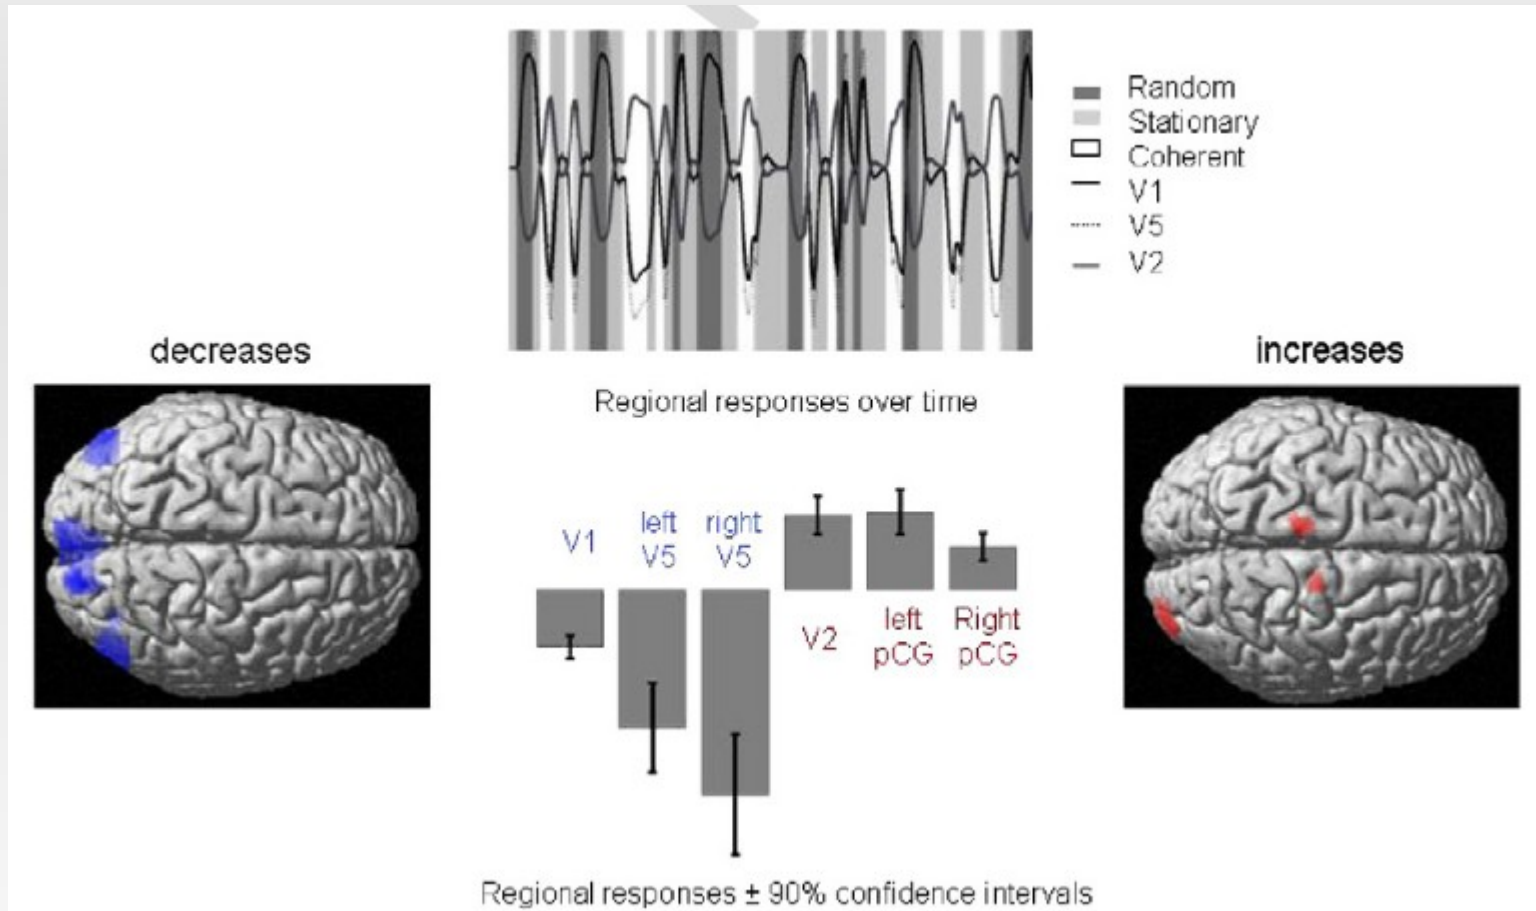 Random
Stationary
Coherent
V1
V5
V2
decreases
increases
Regional responses over time
V1
left
V5
right
V5
V2
left
pCG
Right
pCG
Regional responses ± 90% confidence intervals